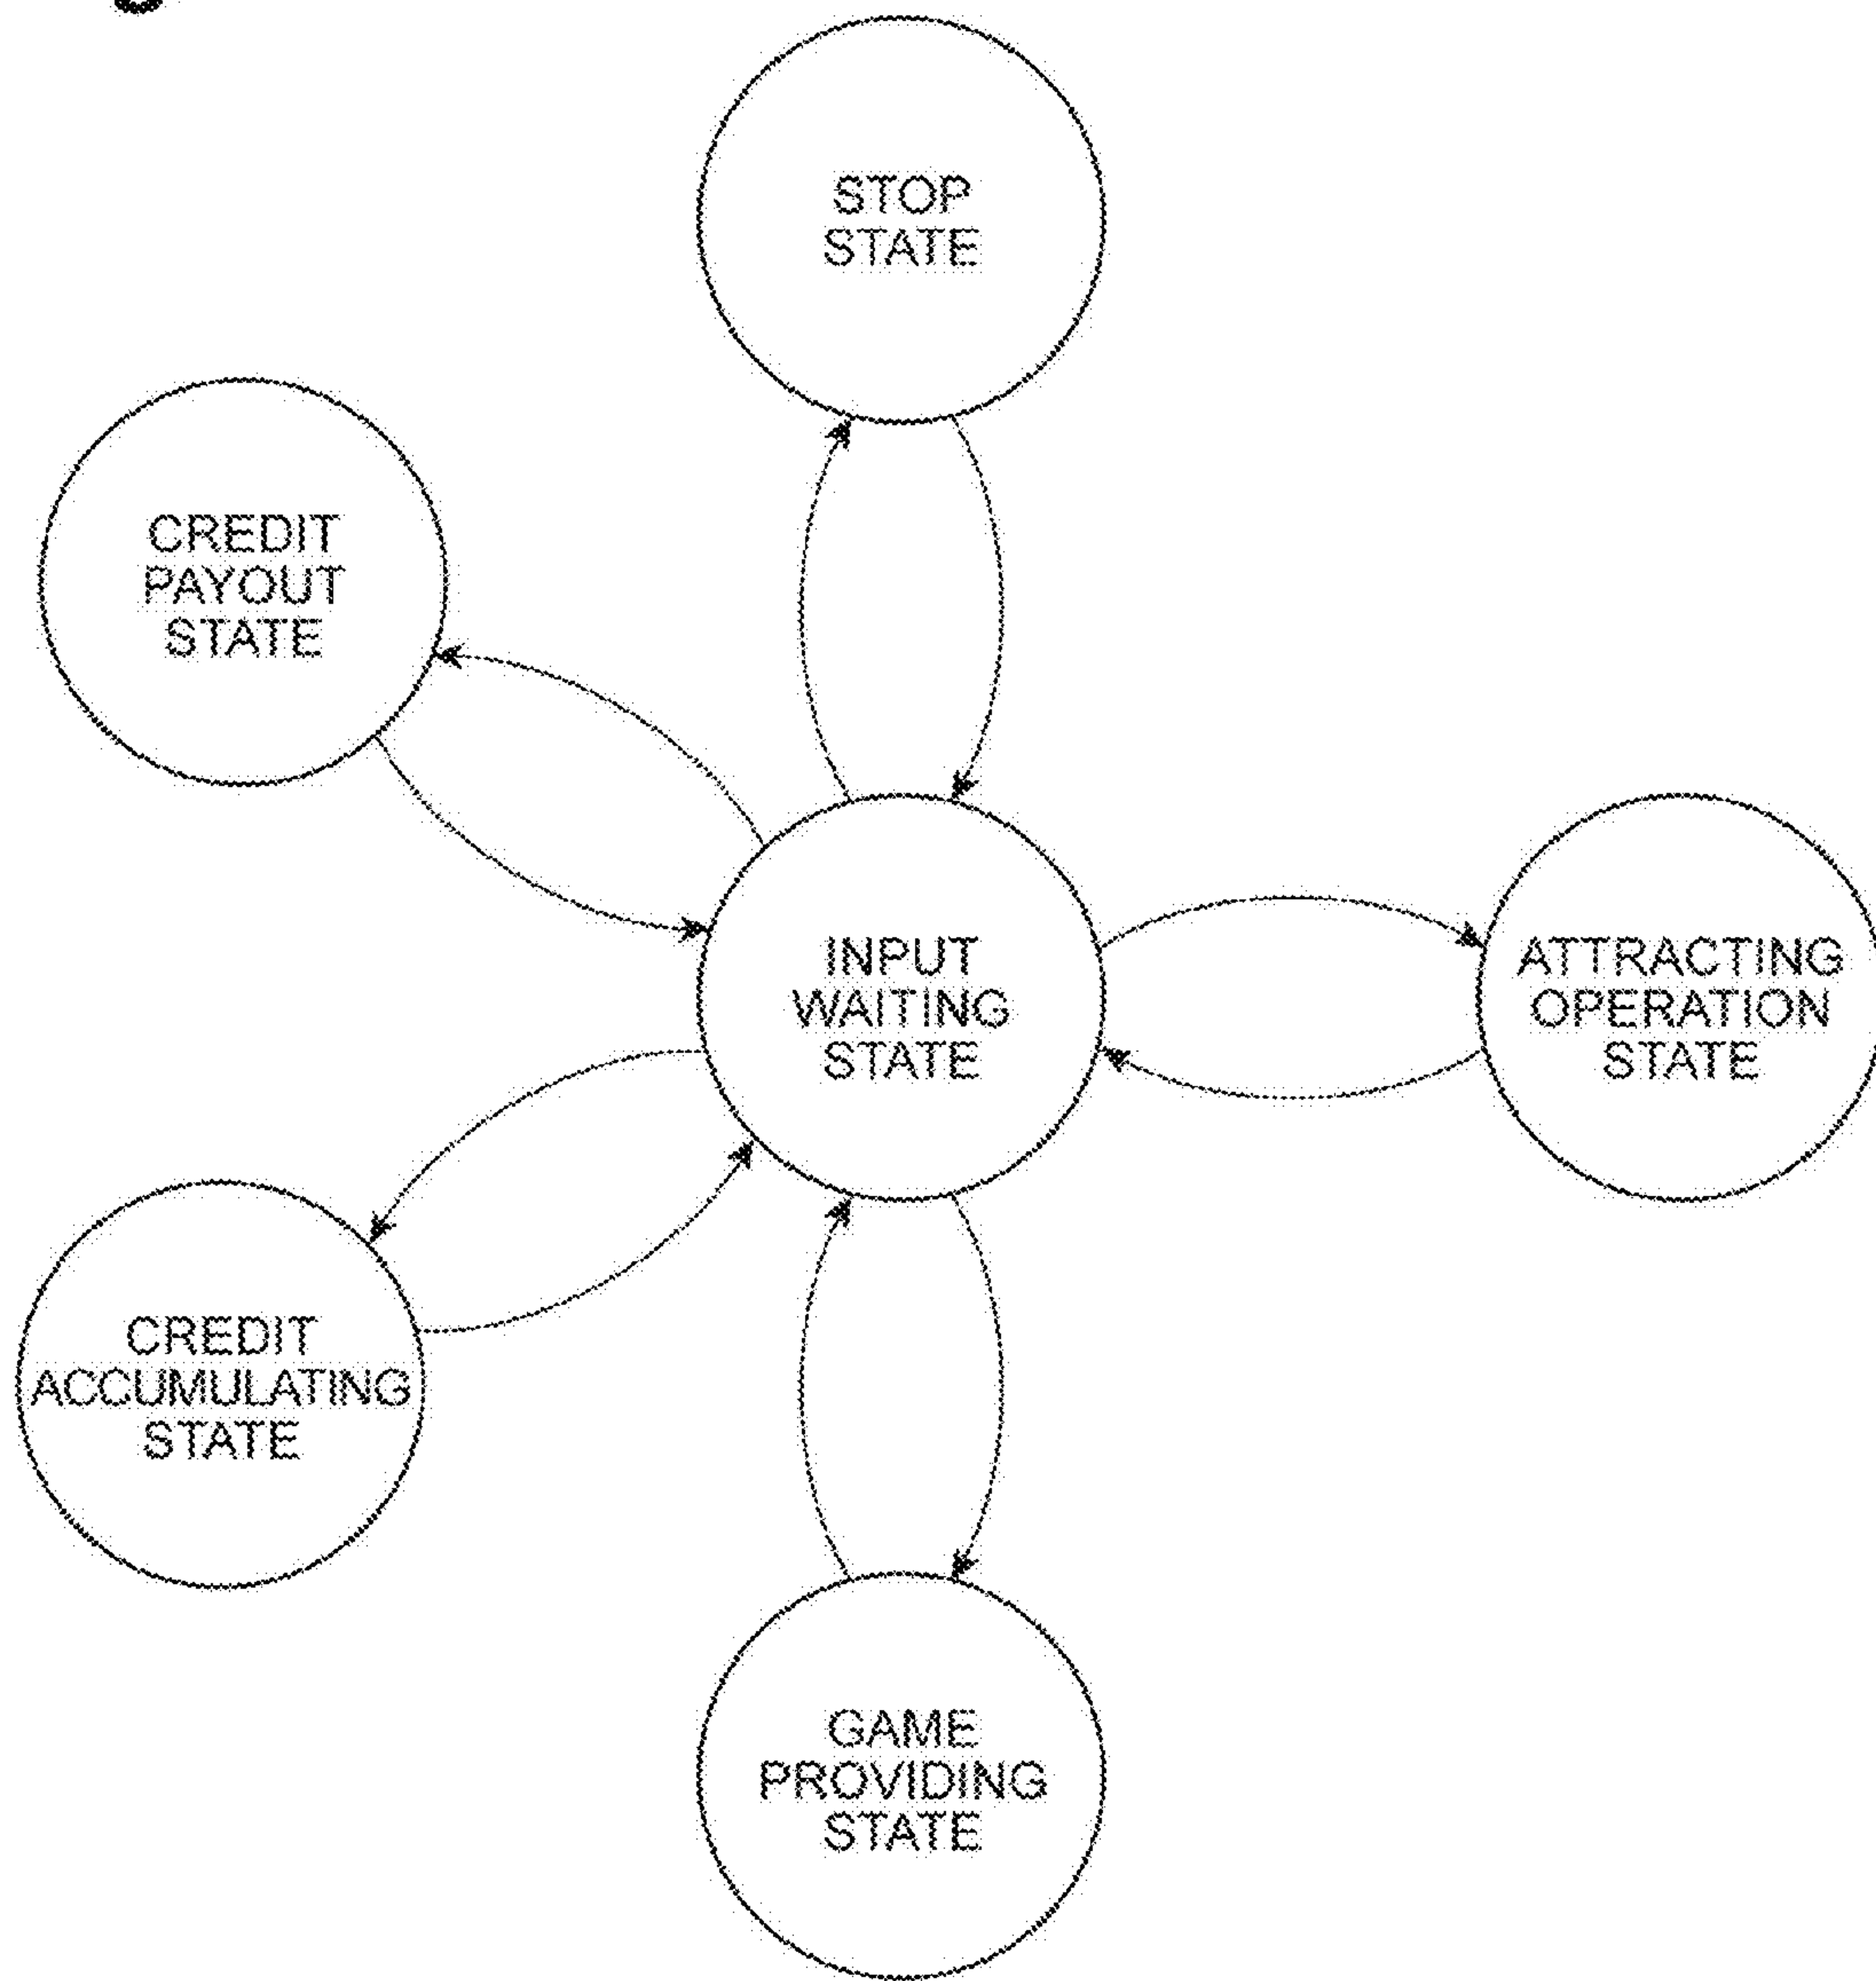 STOP
STATE
CREDIT
PAYOUT
STATE
INPUT
WAITING
STATE
ATTRACTING
OPERATION
STATE
CREDIT
ACCUMULATING
STATE
GAME
PROVIDING
STATE